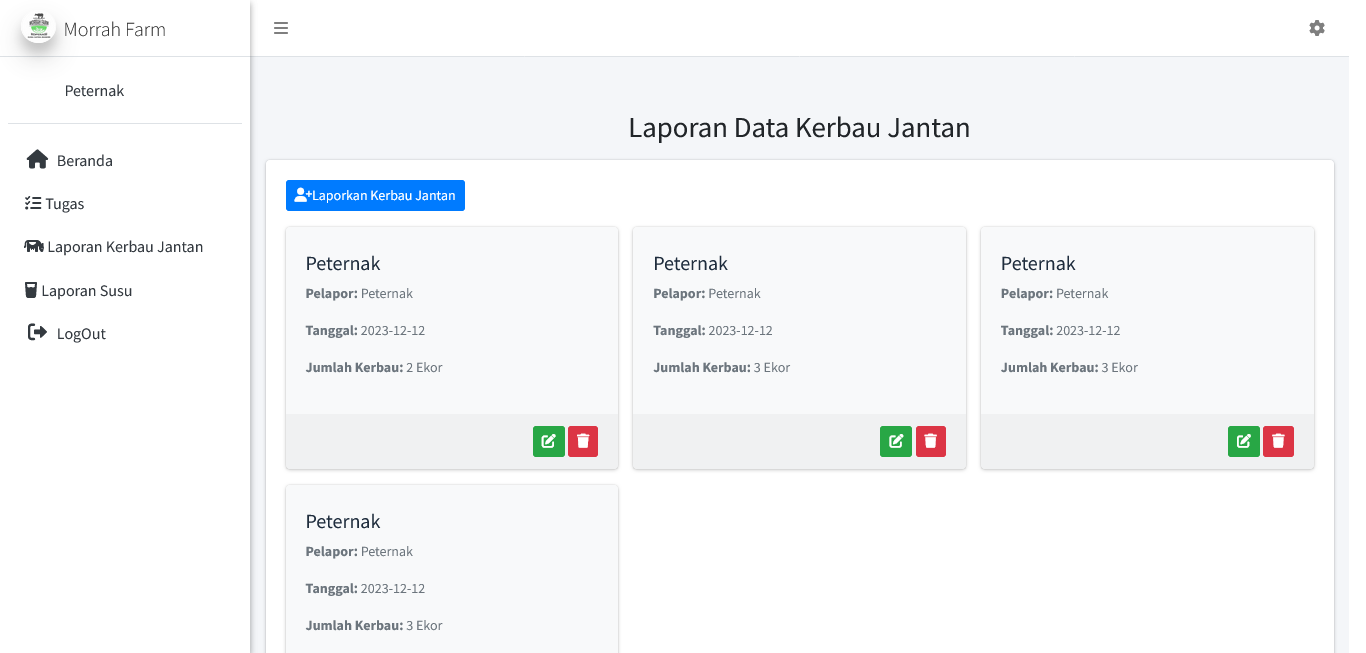 Morrah Farm
Peternak
Beranda
Tugas
Laporan Kerbau Jantan
Laporan Susu
LogOut
Laporan Data Kerbau Jantan
Laporkan Kerbau Jantan
Peternak
Pelapor: Peternak
Tanggal: 2023-12-12
Jumlah Kerbau: 2 Ekor
Peternak
Pelapor: Peternak
Tanggal: 2023-12-12
Jumlah Kerbau: 3 Ekor
Peternak
Pelapor: Peternak
Tanggal: 2023-12-12
Jumlah Kerbau: 3 Ekor
Peternak
Pelapor: Peternak
Tanggal: 2023-12-12
Jumlah Kerbau: 3 Ekor